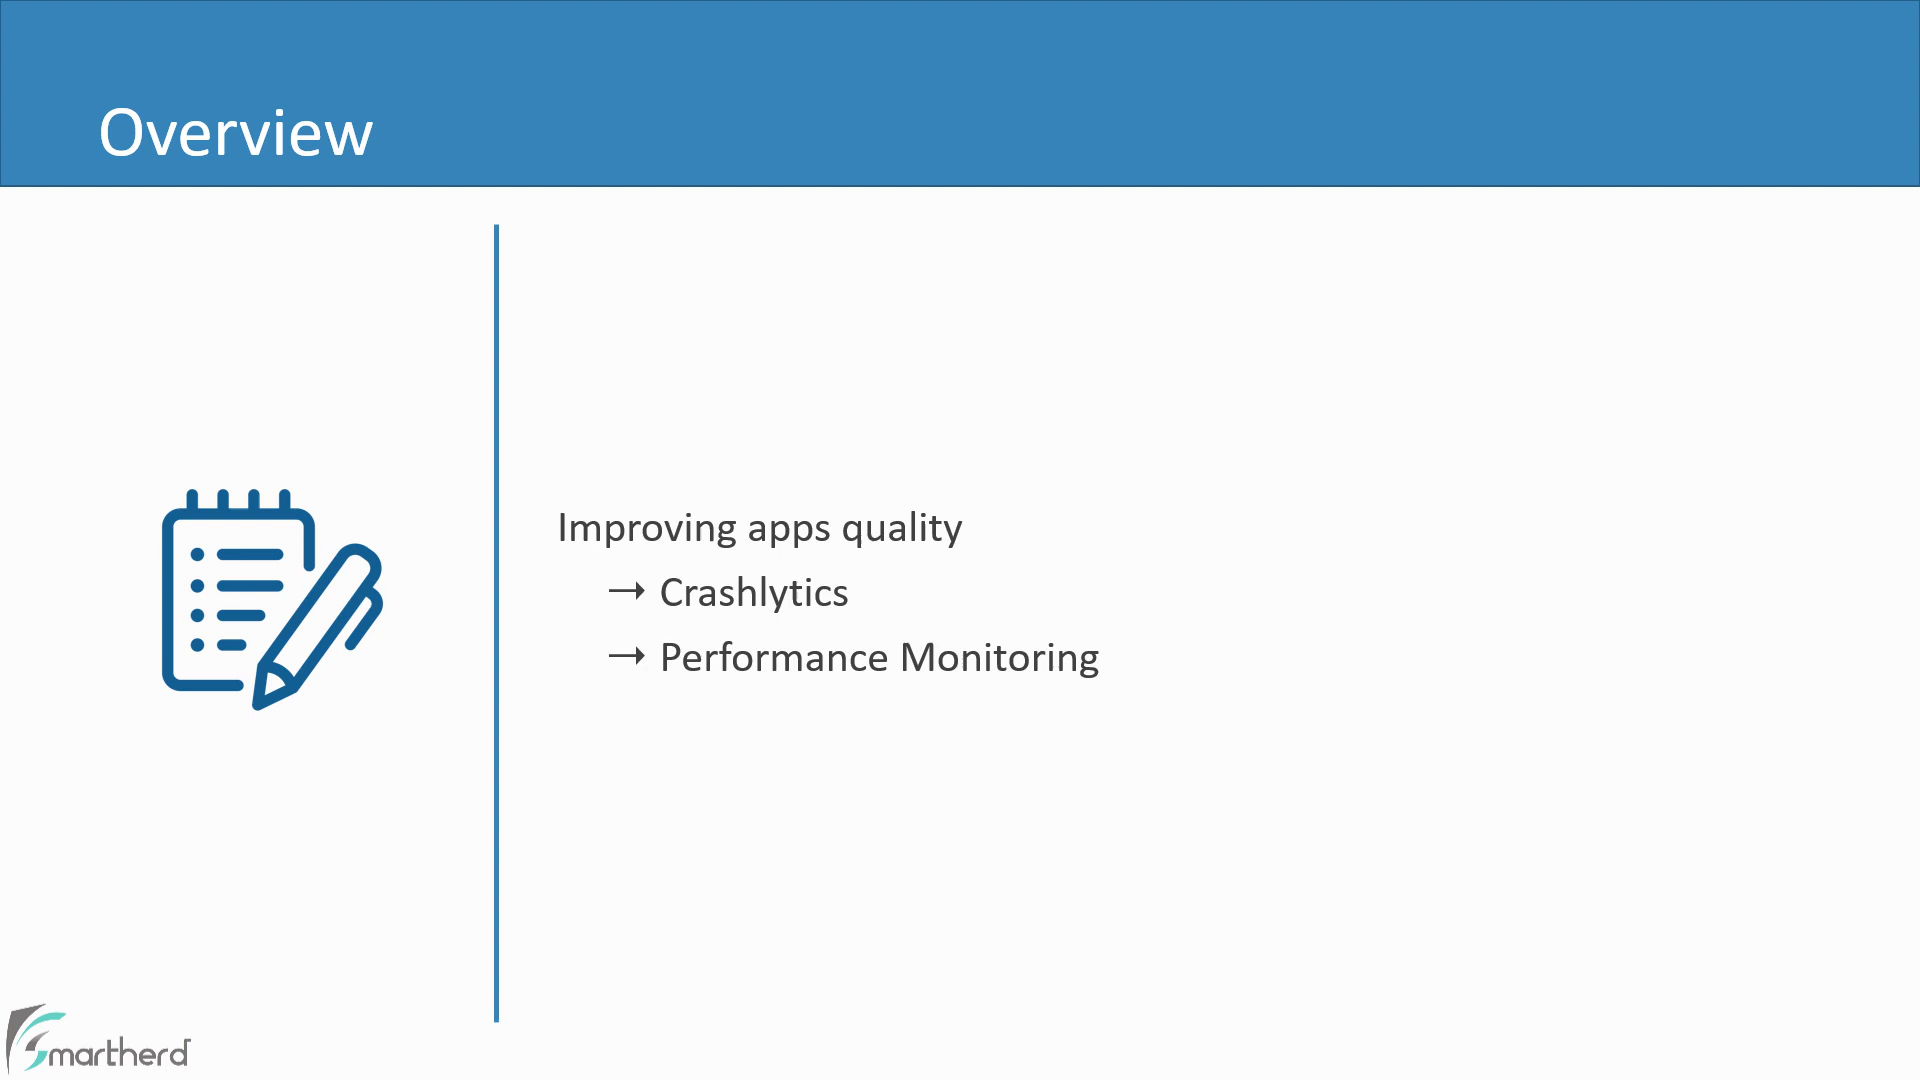 Overview
Improving apps quality
→ Crashlytics
→ Performance Monitoring
Smartherd